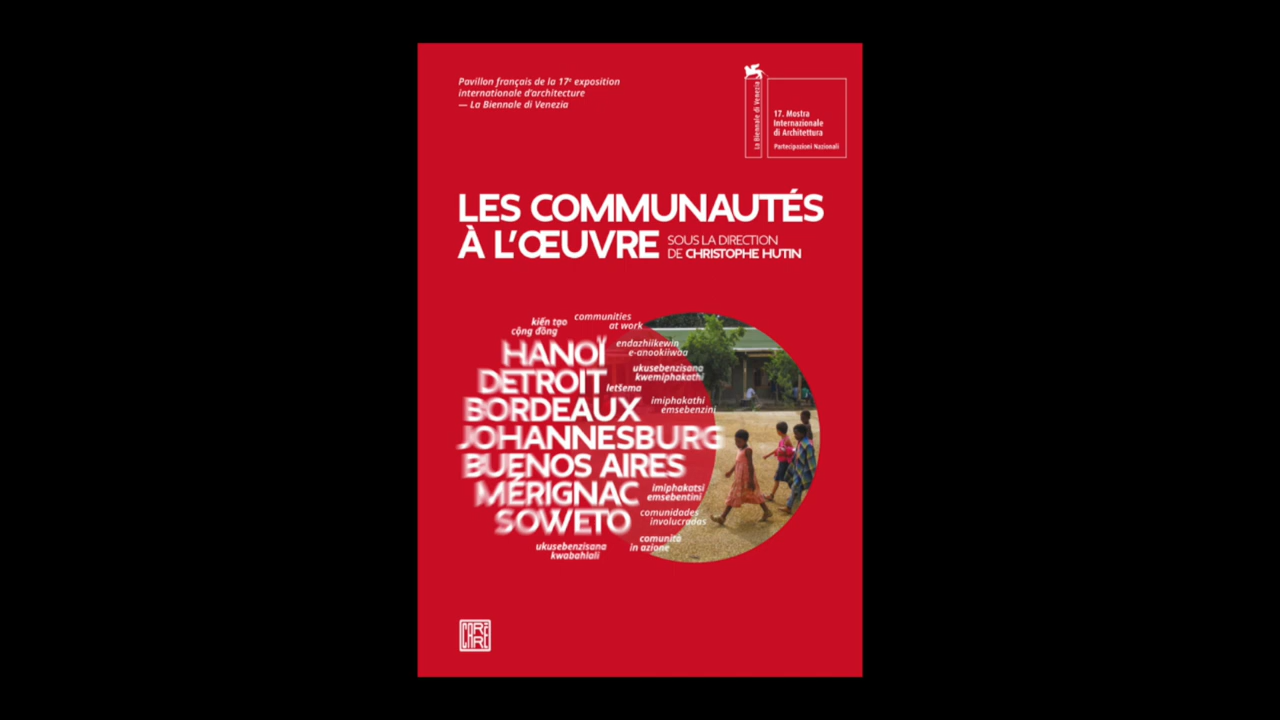 Pavillon français de la 17e exposition
internationale d'architecture
— La Biennale di Venezia
La Biennale di Venezia
17. Mostra
Internazionale
di Architettura
Partecipazioni Nazionali
LES COMMUNAUTÉS
À L'ŒUVRE
SOUS LA DIRECTION
DE CHRISTOPHE HUTIN
communities
at work
kiến tạo
cộng đồng
endazhiikewin
e-anookiiwaa
HANOÏ
ukusebenzisana
kwemiphakathi
DETROIT
letšema
imiphakathi
emsebenzini
BORDEAUX
JOHANNESBURG
BUENOS AIRES
imiphakatsi
emsebentini
MÉRIGNAC
comunidades
involucradas
SOWETO
comunità
in azione
ukusebenzisana
kwabahlali
CARRÉ